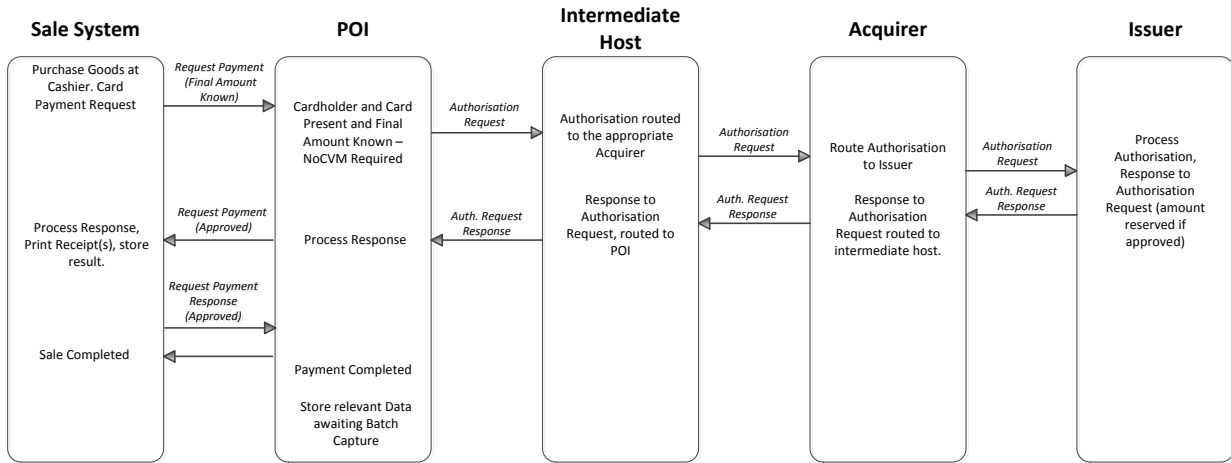 Sale System
POI
Intermediate
Host
Acquirer
Issuer
Purchase Goods at
Cashier. Card
Payment Request
Request Payment
(Final Amount
Known)
Cardholder and Card
Present and Final
Amount Known –
NoCVM Required
Authorisation
Request
Authorisation routed
to the appropriate
Acquirer
Authorisation
Request
Route Authorisation
to Issuer
Authorisation
Request
Process
Authorisation,
Response to
Authorisation
Request (amount
reserved if
approved)
Auth. Request
Response
Response to
Authorisation
Request routed to
intermediate host.
Auth. Request
Response
Response to
Authorisation
Request, routed to
POI
Auth. Request
Response
Process Response
Request Payment
(Approved)
Process Response,
Print Receipt(s), store
result.
Request Payment
Response
(Approved)
Sale Completed
Payment Completed
Store relevant Data
awaiting Batch
Capture